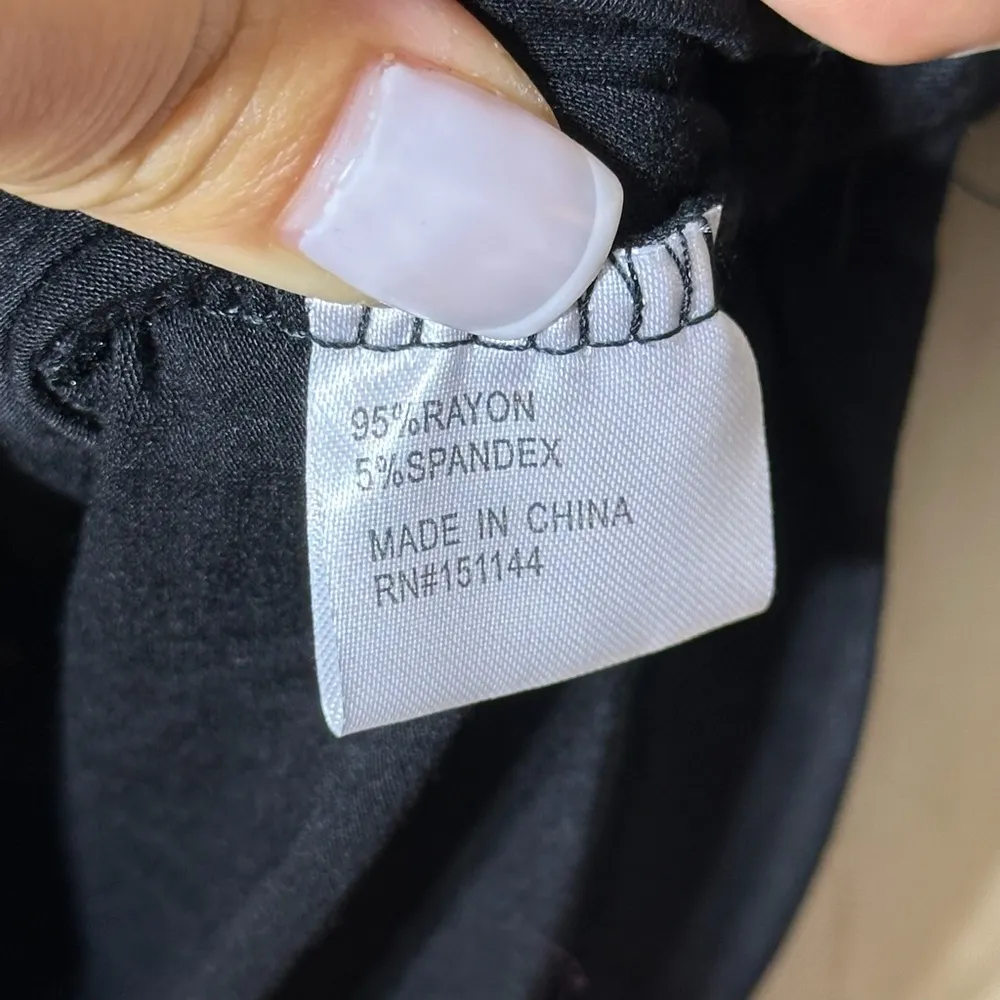 95%RAYON
5%SPANDEX
MADE IN CHINA
RN#151144